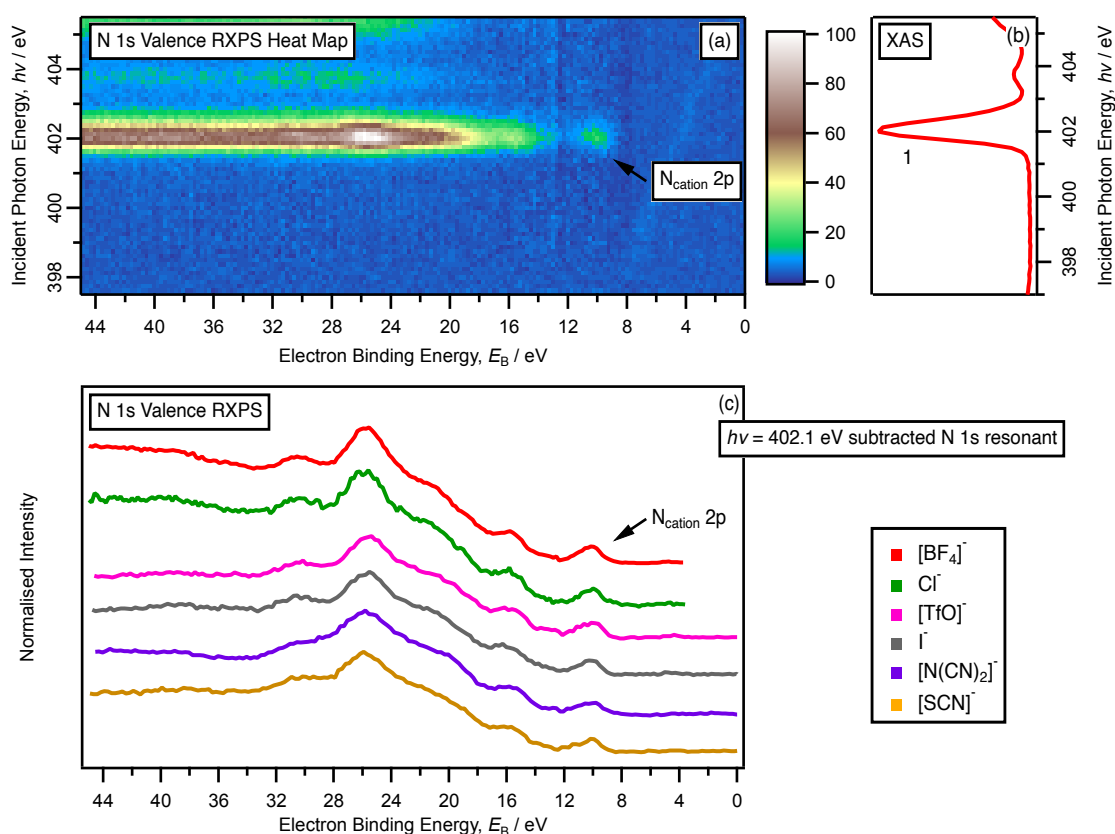 N 1s Valence RXPS Heat Map
(a)
Incident Photon Energy, hν / eV
404
402
400
398
N_cation 2p
44 40 36 32 28 24 20 16 12 8 4 0
Electron Binding Energy, E_B / eV
100
80
60
40
20
0
XAS
(b)
1
404
402
400
398
Incident Photon Energy, hν / eV
N 1s Valence RXPS
(c)
hν = 402.1 eV subtracted N 1s resonant
N_cation 2p
Normalised Intensity
44 40 36 32 28 24 20 16 12 8 4 0
Electron Binding Energy, E_B / eV
[BF₄]⁻
Cl⁻
[TfO]⁻
I⁻
[N(CN)₂]⁻
[SCN]⁻